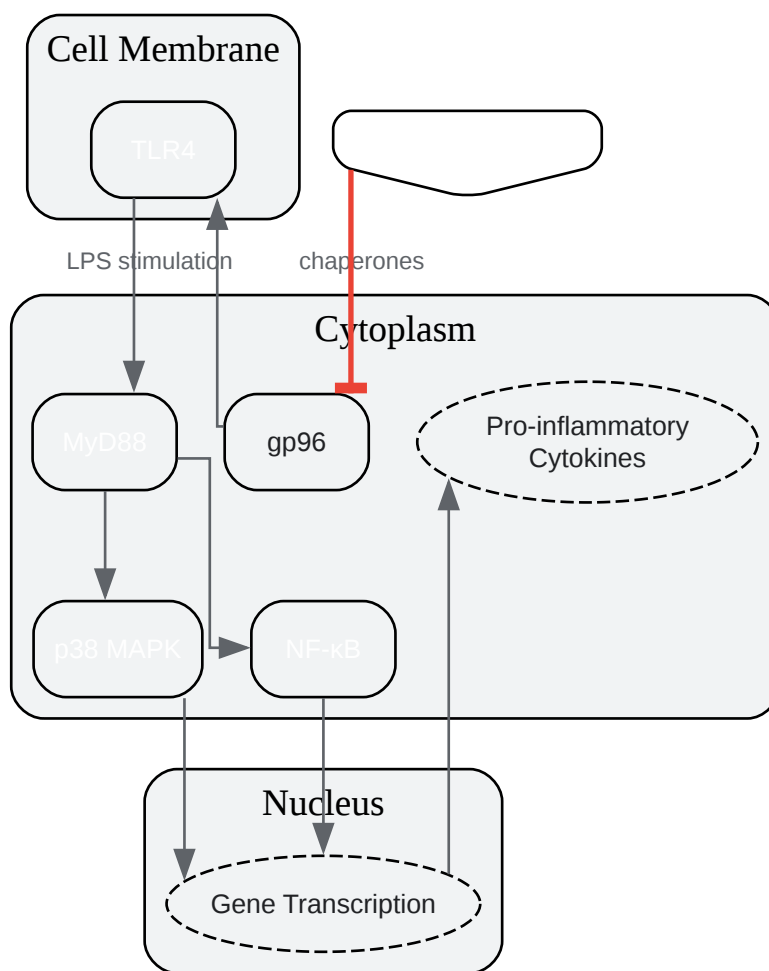 Cell Membrane
TLR4
LPS stimulation
chaperones
Cytoplasm
MyD88
gp96
Pro-inflammatory
Cytokines
p38 MAPK
NF-κB
Nucleus
Gene Transcription